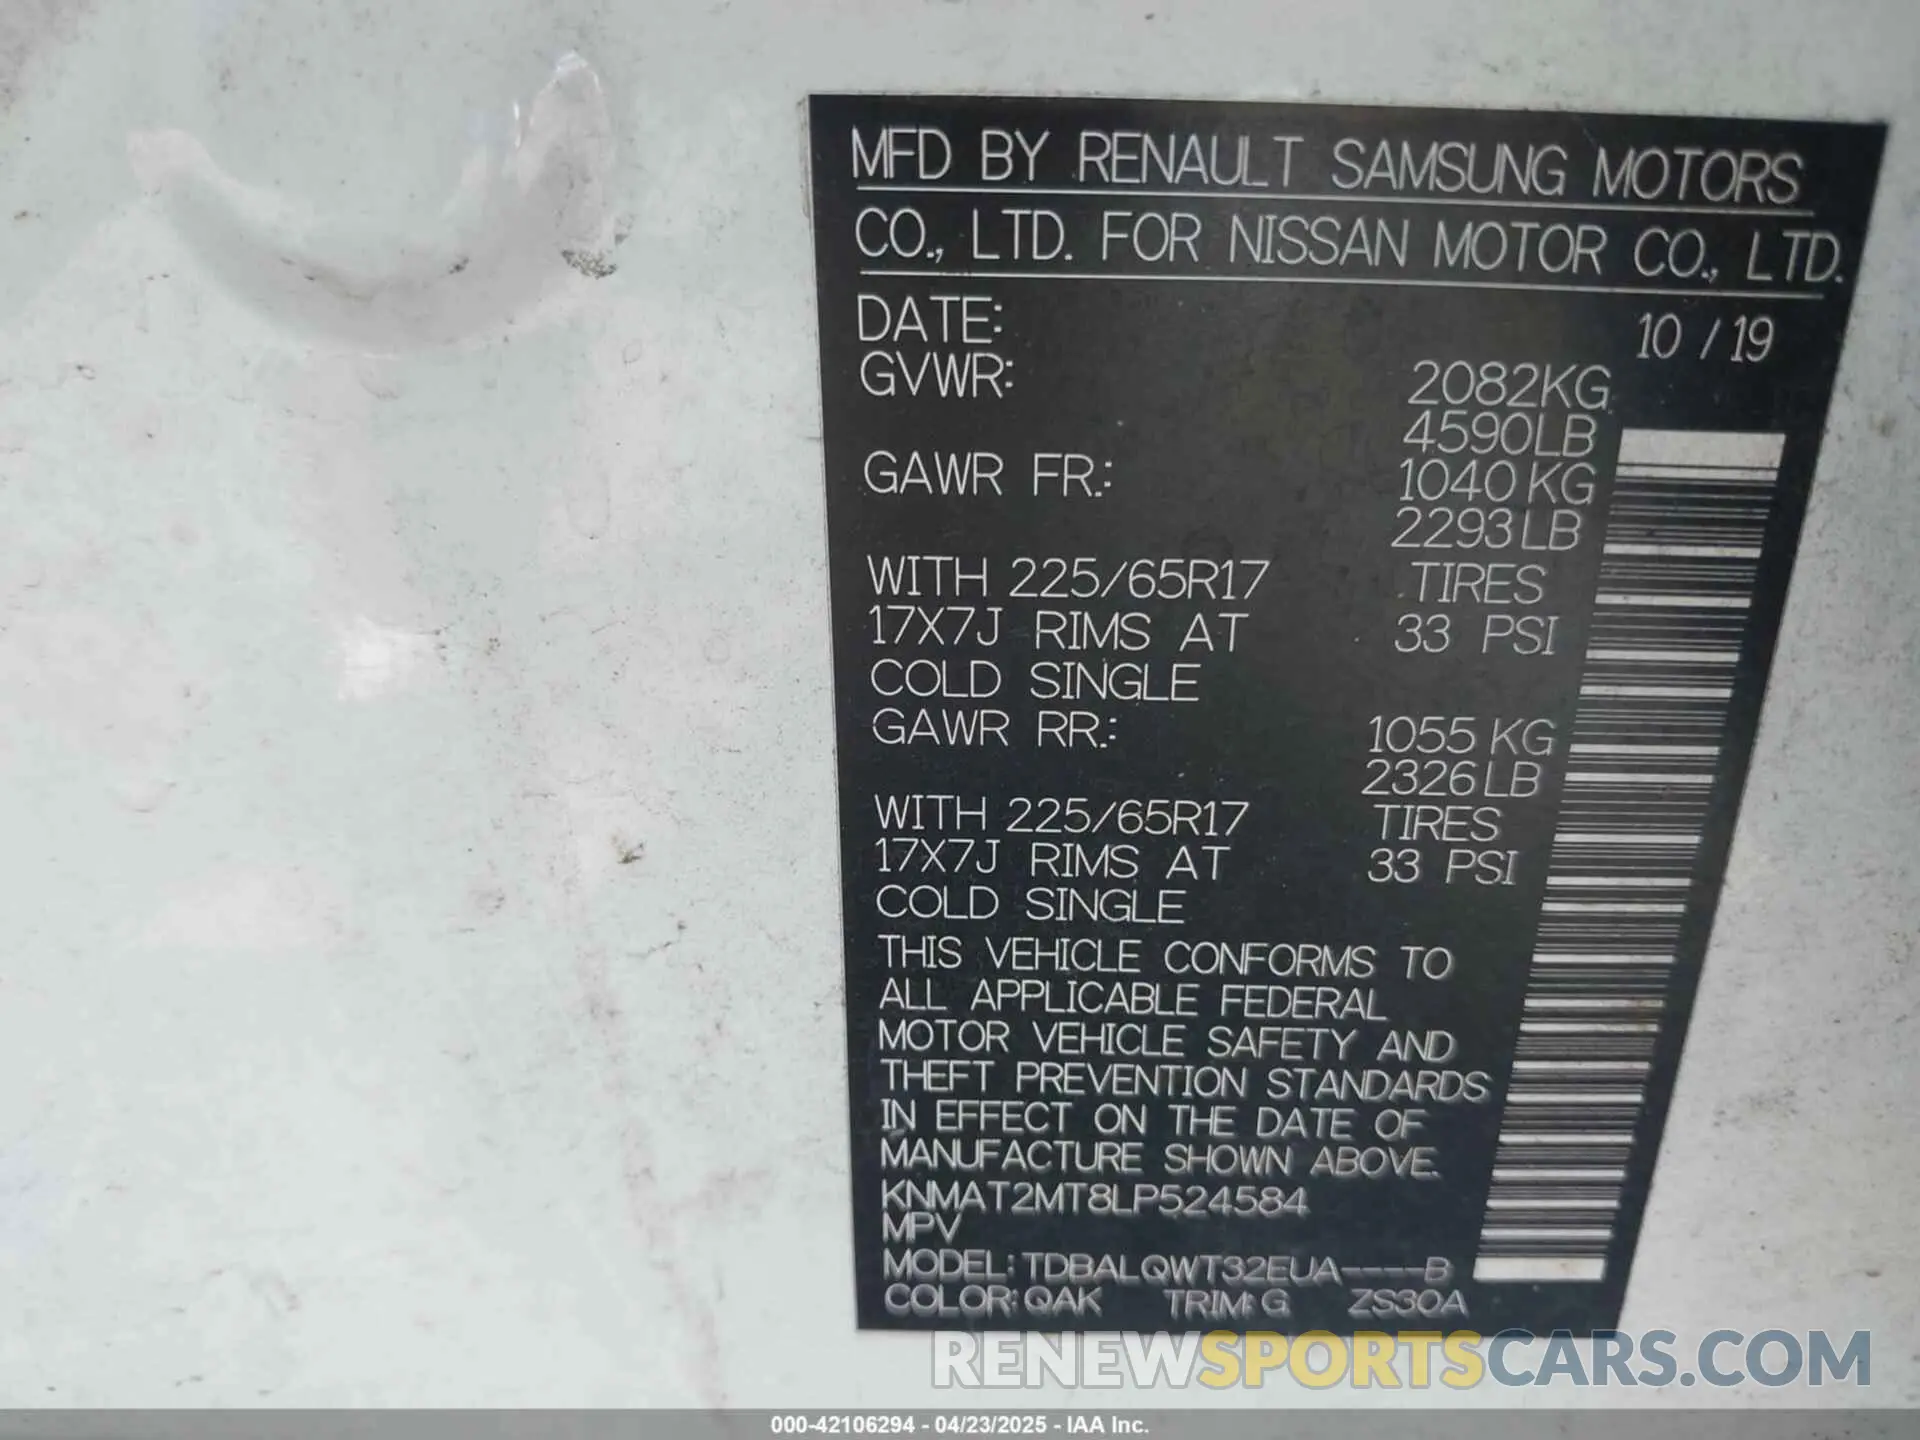 MFD BY RENAULT SAMSUNG MOTORS
CO., LTD. FOR NISSAN MOTOR CO., LTD.
DATE: 10 / 19
GVWR: 2082KG
4590LB
GAWR FR.: 1040 KG
2293 LB
WITH 225/65R17 TIRES
17X7J RIMS AT 33 PSI
COLD SINGLE
GAWR RR.: 1055 KG
2326 LB
WITH 225/65R17 TIRES
17X7J RIMS AT 33 PSI
COLD SINGLE
THIS VEHICLE CONFORMS TO
ALL APPLICABLE FEDERAL
MOTOR VEHICLE SAFETY AND
THEFT PREVENTION STANDARDS
IN EFFECT ON THE DATE OF
MANUFACTURE SHOWN ABOVE.
KNMAT2MT8LP524584
MPV
MODEL: TDBALQWT32EUA----B
COLOR: QAK TRIM: G ZS30A
RENEWSPORTSCARS.COM
000-42106294 - 04/23/2025 - IAA Inc.